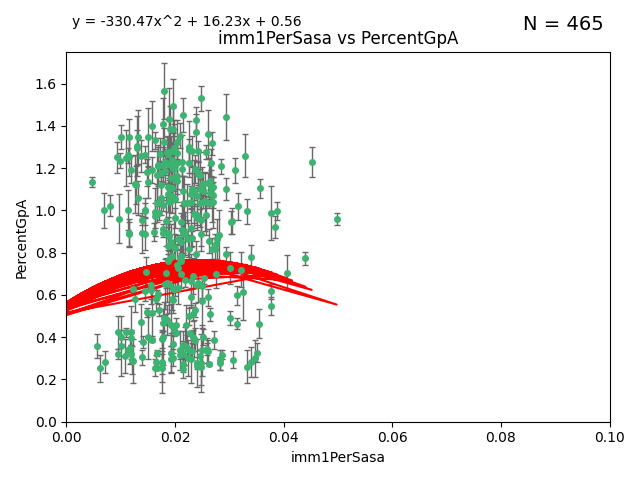 y = -330.47x^2 + 16.23x + 0.56
N = 465
imm1PerSasa vs PercentGpA
PercentGpA
1.6
1.4
1.2
1.0
0.8
0.6
0.4
0.2
0.0
0.00 0.02 0.04 0.06 0.08 0.10
imm1PerSasa